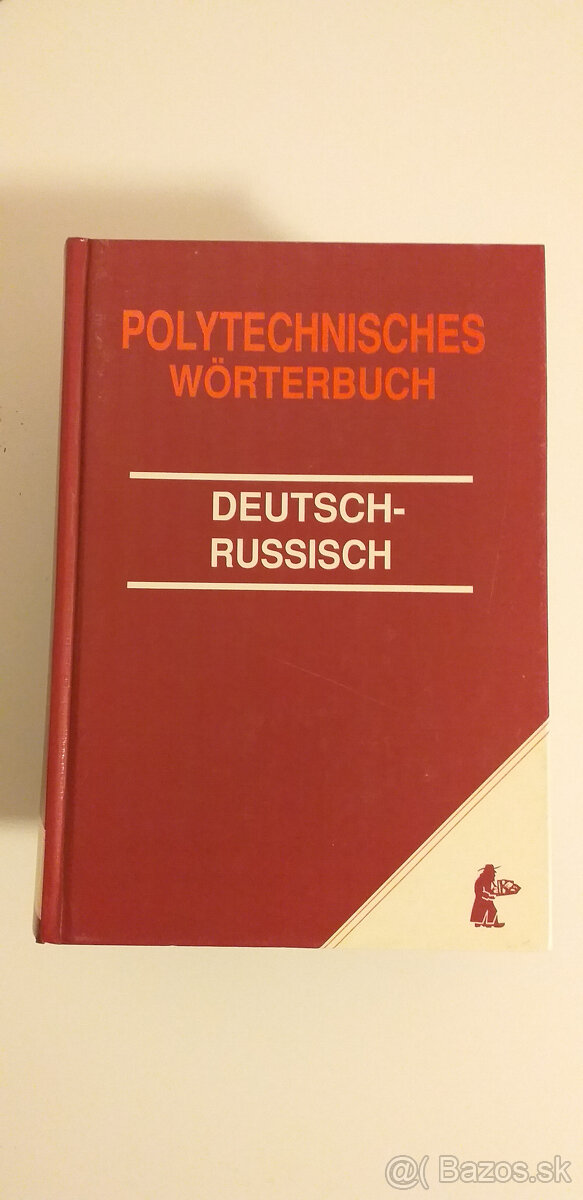 POLYTECHNISCHES
WÖRTERBUCH
DEUTSCH-
RUSSISCH
@( Bazos.sk